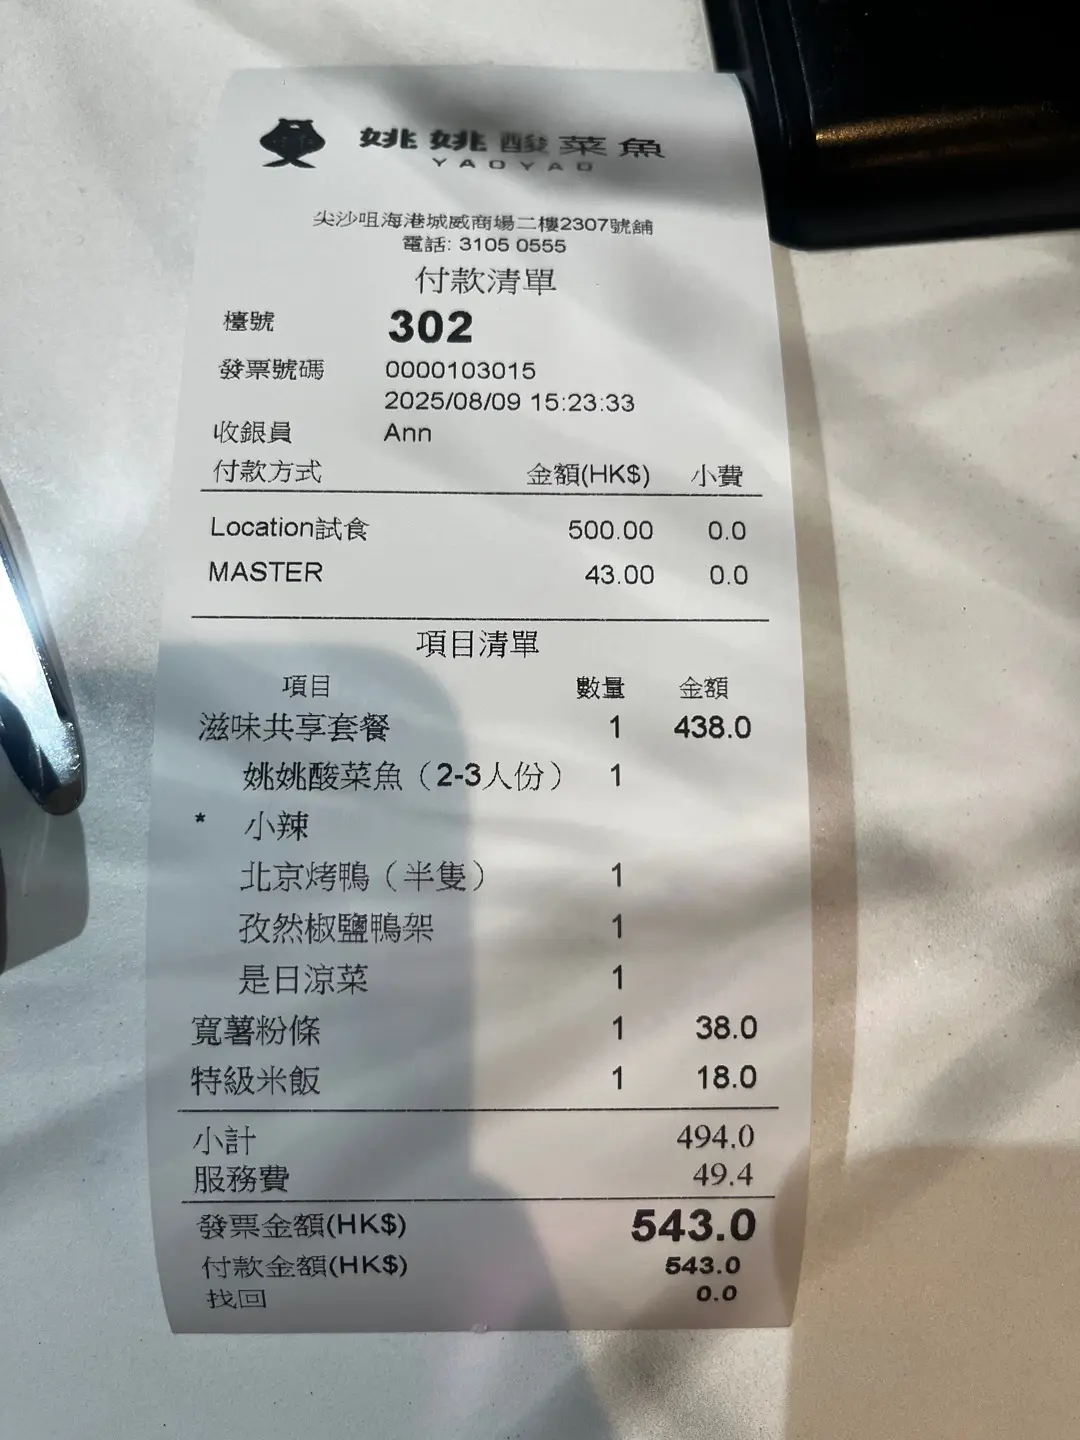 姚姚酸菜魚
YAOYAO
尖沙咀海港城威商場二樓2307號舖
電話: 3105 0555
付款清單
檯號 302
發票號碼 0000103015
2025/08/09 15:23:33
收銀員 Ann
付款方式 金額(HK$) 小費
Location試食 500.00 0.0
MASTER 43.00 0.0
項目清單
項目 數量 金額
滋味共享套餐 1 438.0
姚姚酸菜魚（2-3人份） 1
* 小辣
北京烤鴨（半隻） 1
孜然椒鹽鴨架 1
是日涼菜 1
寬薯粉條 1 38.0
特級米飯 1 18.0
小計 494.0
服務費 49.4
發票金額(HK$) 543.0
付款金額(HK$) 543.0
找回 0.0